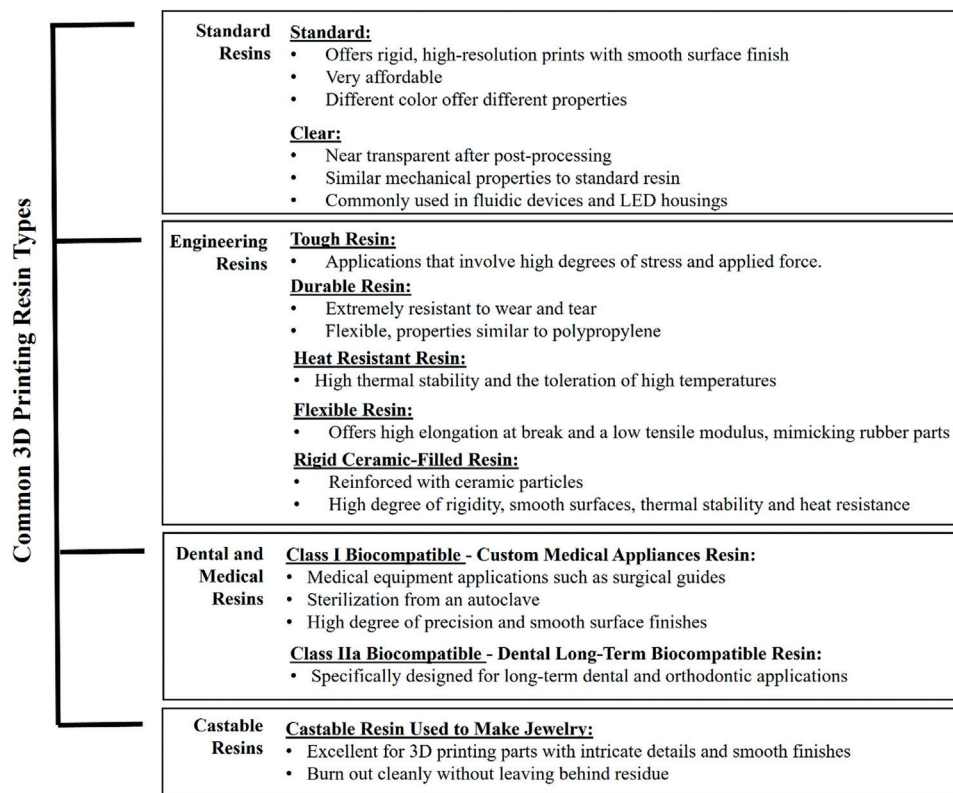 Common 3D Printing Resin Types
Standard
Resins
Standard:
• Offers rigid, high-resolution prints with smooth surface finish
• Very affordable
• Different color offer different properties
Clear:
• Near transparent after post-processing
• Similar mechanical properties to standard resin
• Commonly used in fluidic devices and LED housings
Engineering
Resins
Tough Resin:
• Applications that involve high degrees of stress and applied force.
Durable Resin:
• Extremely resistant to wear and tear
• Flexible, properties similar to polypropylene
Heat Resistant Resin:
• High thermal stability and the toleration of high temperatures
Flexible Resin:
• Offers high elongation at break and a low tensile modulus, mimicking rubber parts
Rigid Ceramic-Filled Resin:
• Reinforced with ceramic particles
• High degree of rigidity, smooth surfaces, thermal stability and heat resistance
Dental and
Medical
Resins
Class I Biocompatible - Custom Medical Appliances Resin:
• Medical equipment applications such as surgical guides
• Sterilization from an autoclave
• High degree of precision and smooth surface finishes
Class IIa Biocompatible - Dental Long-Term Biocompatible Resin:
• Specifically designed for long-term dental and orthodontic applications
Castable
Resins
Castable Resin Used to Make Jewelry:
• Excellent for 3D printing parts with intricate details and smooth finishes
• Burn out cleanly without leaving behind residue